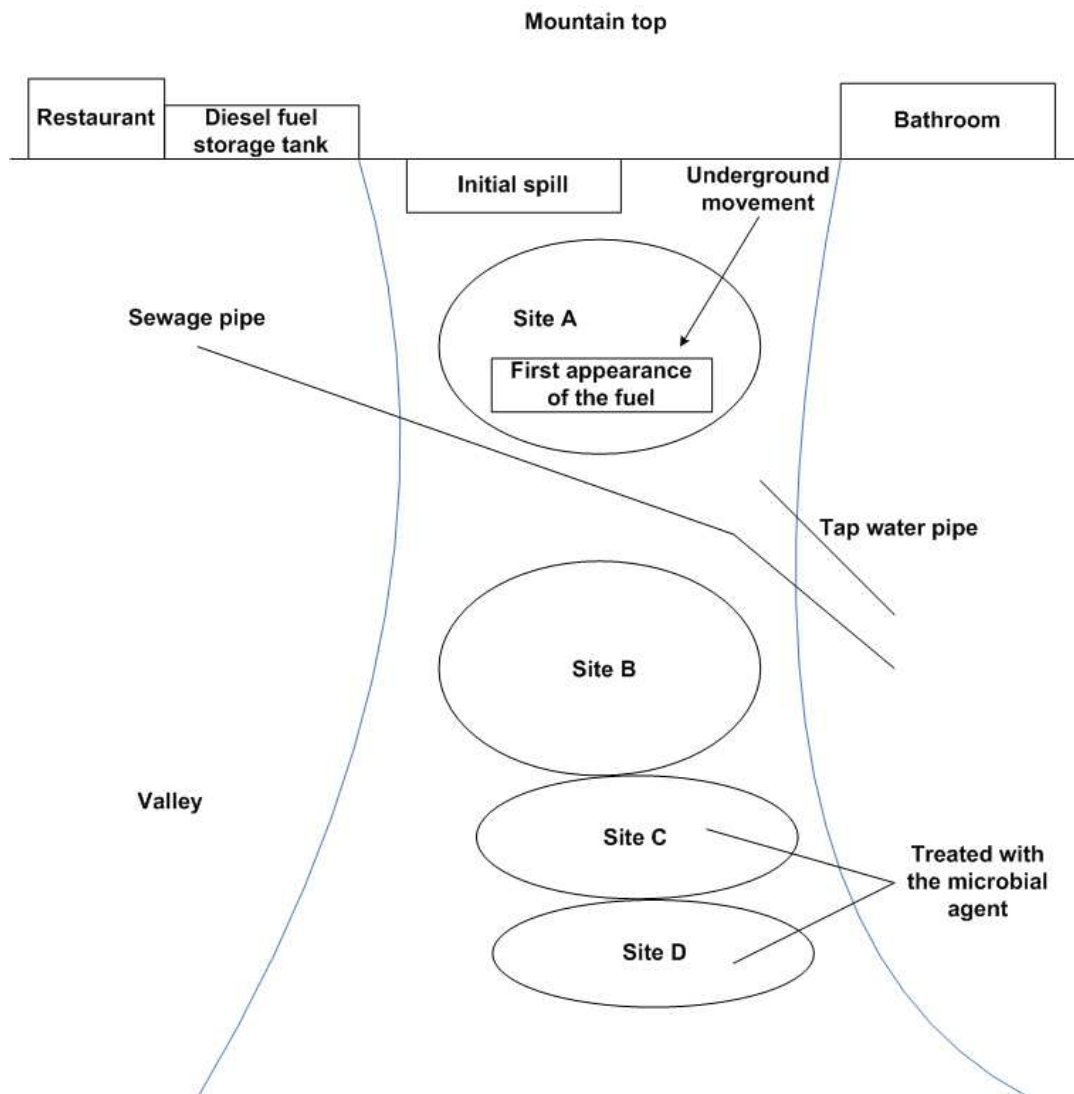 Mountain top
Restaurant
Diesel fuel
storage tank
Bathroom
Initial spill
Underground
movement
Sewage pipe
Site A
First appearance
of the fuel
Tap water pipe
Site B
Valley
Site C
Treated with
the microbial
agent
Site D